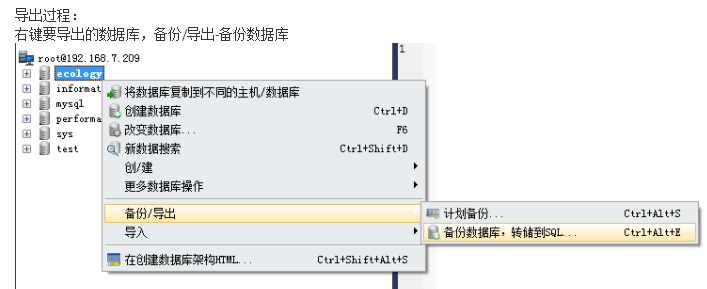 导出过程：
右键要导出的数据库，备份/导出-备份数据库
root@192.168.7.209
1
ecology
informat
mysql
performa
sys
test
将数据库复制到不同的主机/数据库
创建数据库 Ctrl+D
改变数据库... F6
新数据搜索 Ctrl+Shift+D
创/建
更多数据库操作
备份/导出
导入
在创建数据库架构HTML... Ctrl+Shift+Alt+S
计划备份... Ctrl+Alt+S
备份数据库，转储到SQL... Ctrl+Alt+E